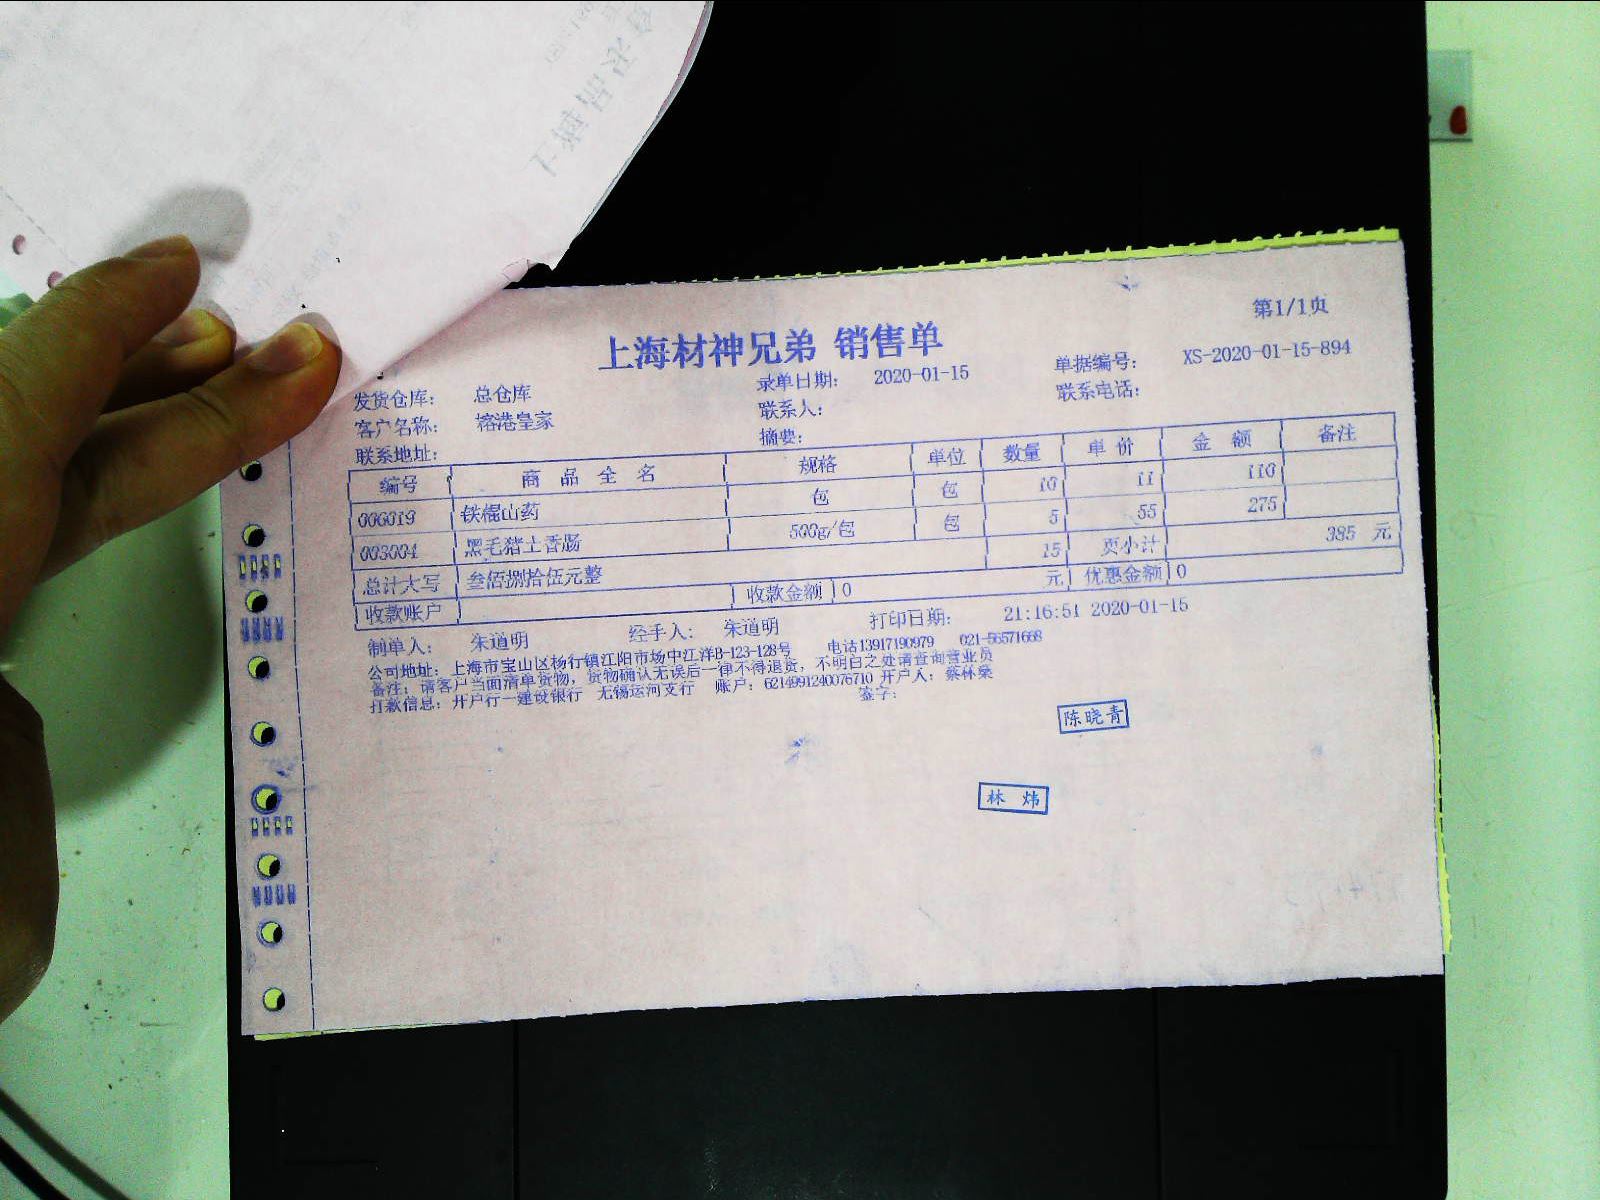 第1/1页
上海材神兄弟 销售单
发货仓库： 总仓库 录单日期： 2020-01-15 单据编号： XS-2020-01-15-894
客户名称： 榕港皇家 联系人： 联系电话：
联系地址： 摘要：
编号 商 品 全 名 规格 单位 数量 单 价 金 额 备注
006019 铁棍山药 包 包 10 11 110
003004 黑毛猪土香肠 500g/包 包 5 55 275
15 页小计 385 元
总计大写 叁佰捌拾伍元整
收款账户 收款金额 0 元 优惠金额 0
制单人： 朱道明 经手人： 朱道明 打印日期： 21:16:51 2020-01-15
公司地址：上海市宝山区杨行镇江阳市场中江洋B-123-128号 电话13917190979 021-56571668
备注：请客户当面清单货物，货物确认无误后一律不得退货，不明白之处请查询营业员
打款信息：开户行—建设银行 无锡运河支行 账户：6214991240076710 开户人：蔡林燊
签字：
陈晓青
林 炜